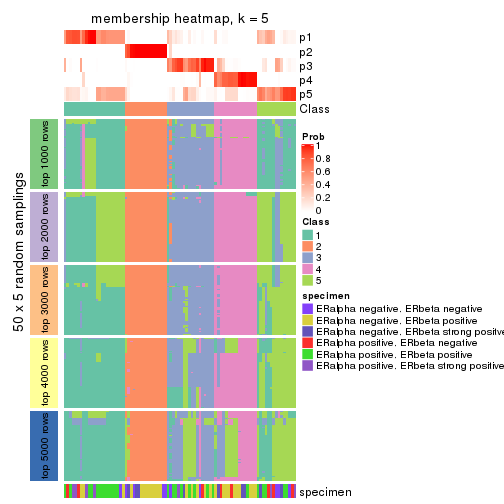 membership heatmap, k = 5
p1
p2
p3
p4
p5
Class
50 x 5 random samplings
top 1000 rows
top 2000 rows
top 3000 rows
top 4000 rows
top 5000 rows
specimen
Prob
1
0.8
0.6
0.4
0.2
0
Class
1
2
3
4
5
specimen
ERalpha negative. ERbeta negative
ERalpha negative. ERbeta positive
ERalpha negative. ERbeta strong positive
ERalpha positive. ERbeta negative
ERalpha positive. ERbeta positive
ERalpha positive. ERbeta strong positive